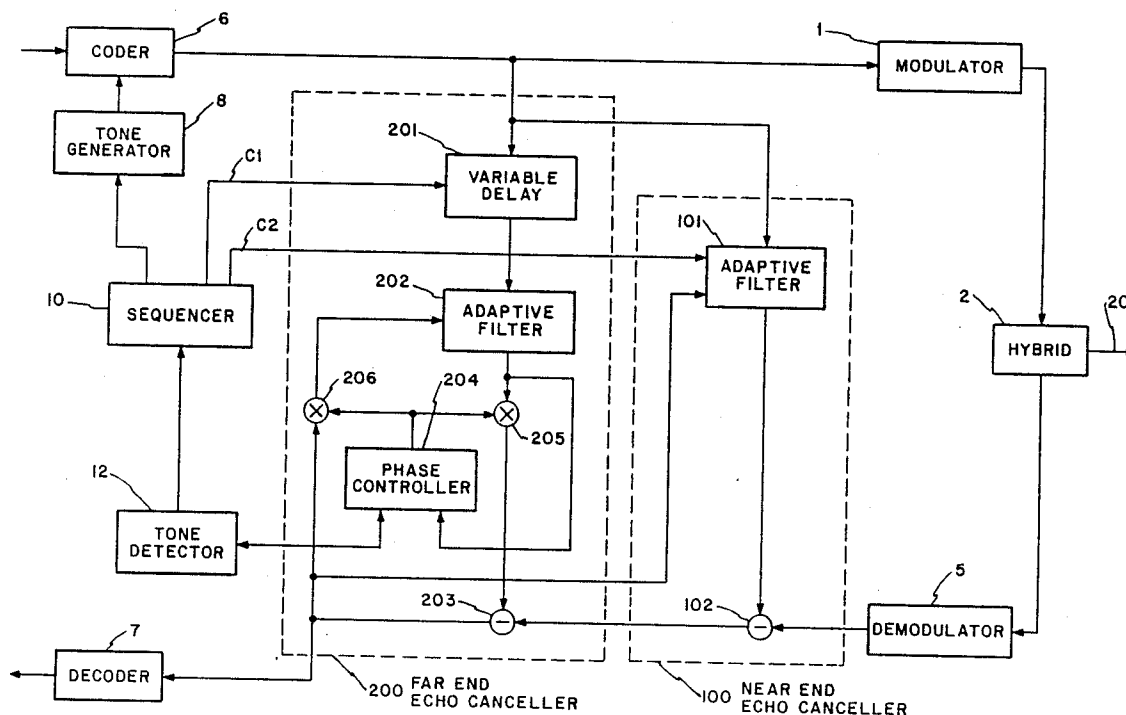 6
CODER
1
MODULATOR
8
TONE
GENERATOR
201
VARIABLE
DELAY
C1
C2
101
ADAPTIVE
FILTER
202
ADAPTIVE
FILTER
10
SEQUENCER
2
20
HYBRID
206
204
205
PHASE
CONTROLLER
12
TONE
DETECTOR
203
102
5
DEMODULATOR
7
DECODER
200 FAR END
ECHO CANCELLER
100 NEAR END
ECHO CANCELLER